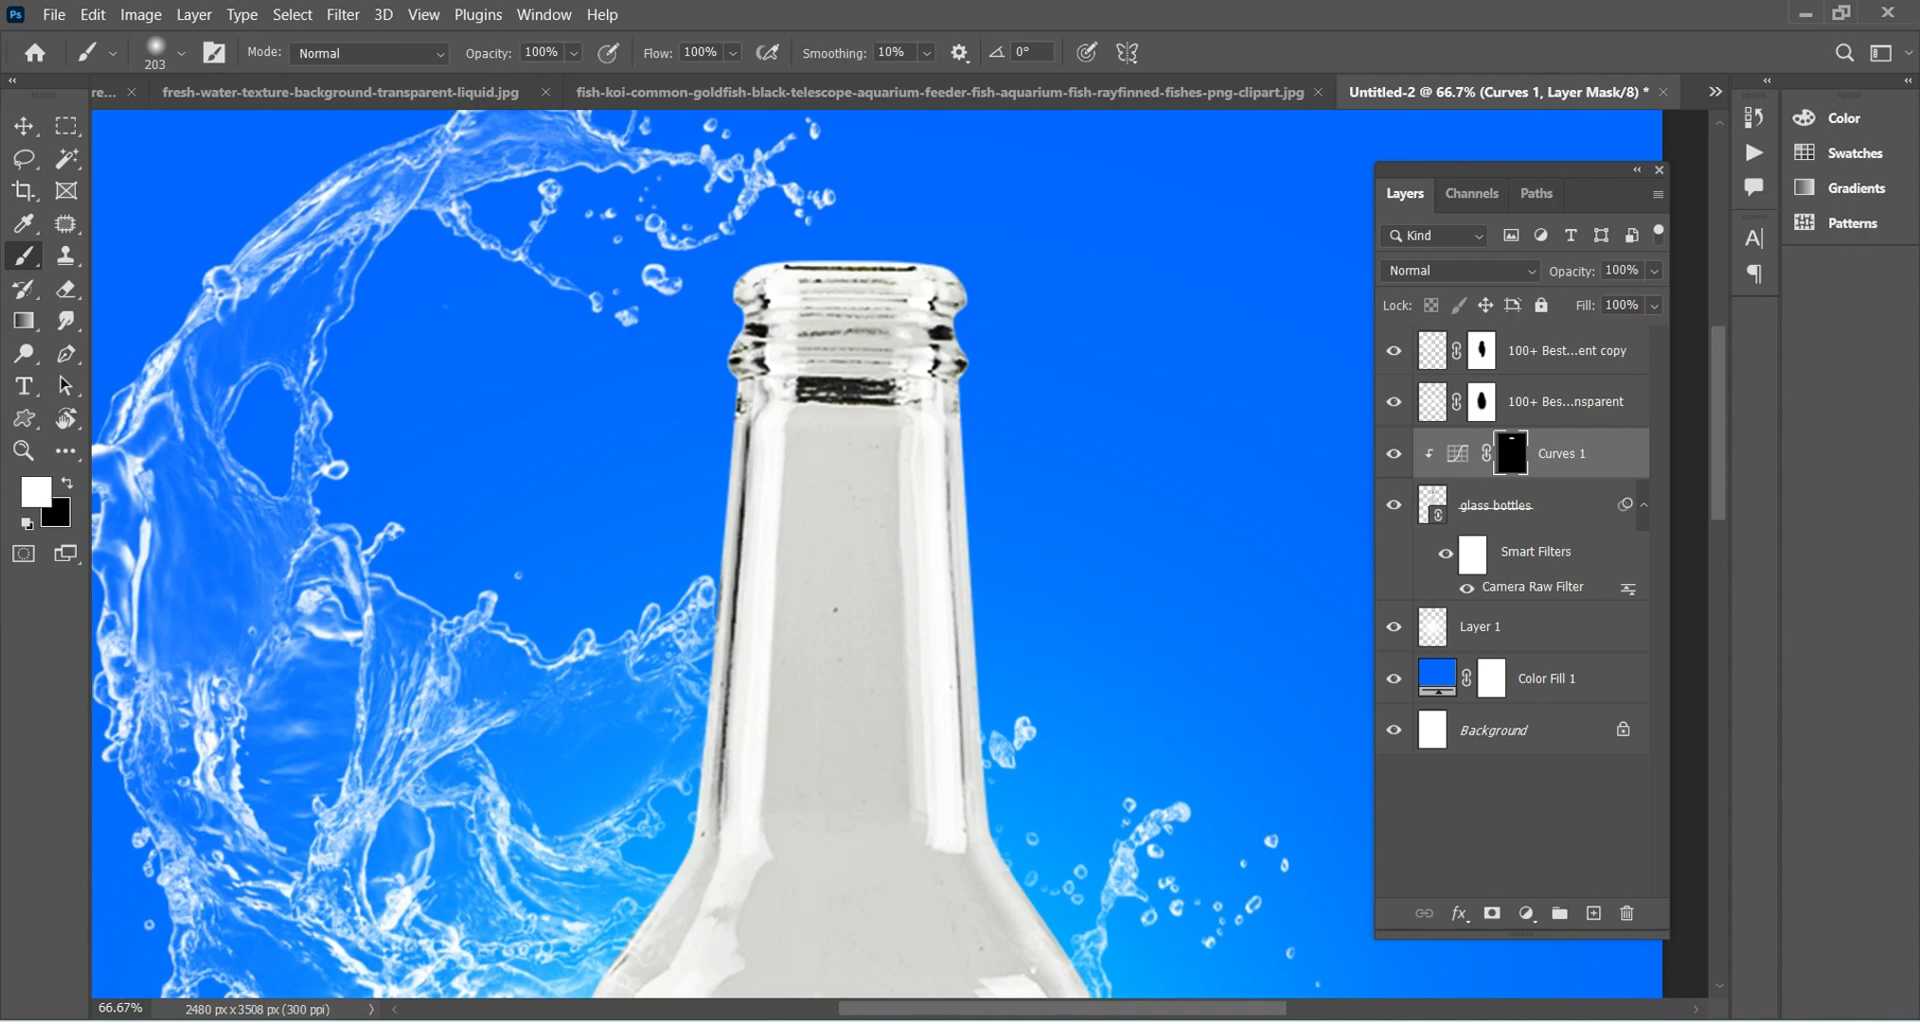 Ps File Edit Image Layer Type Select Filter 3D View Plugins Window Help
203 Mode: Normal Opacity: 100% Flow: 100% Smoothing: 10% 0°
re... × fresh-water-texture-background-transparent-liquid.jpg × fish-koi-common-goldfish-black-telescope-aquarium-feeder-fish-aquarium-fish-rayfinned-fishes-png-clipart.jpg × Untitled-2 @ 66.7% (Curves 1, Layer Mask/8) * ×
Color
Swatches
Gradients
Patterns
Layers Channels Paths
Kind
Normal Opacity: 100%
Lock: Fill: 100%
100+ Best...ent copy
100+ Bes...nsparent
Curves 1
glass bottles
Smart Filters
Camera Raw Filter
Layer 1
Color Fill 1
Background
fx
66.67% 2480 px x 3508 px (300 ppi)